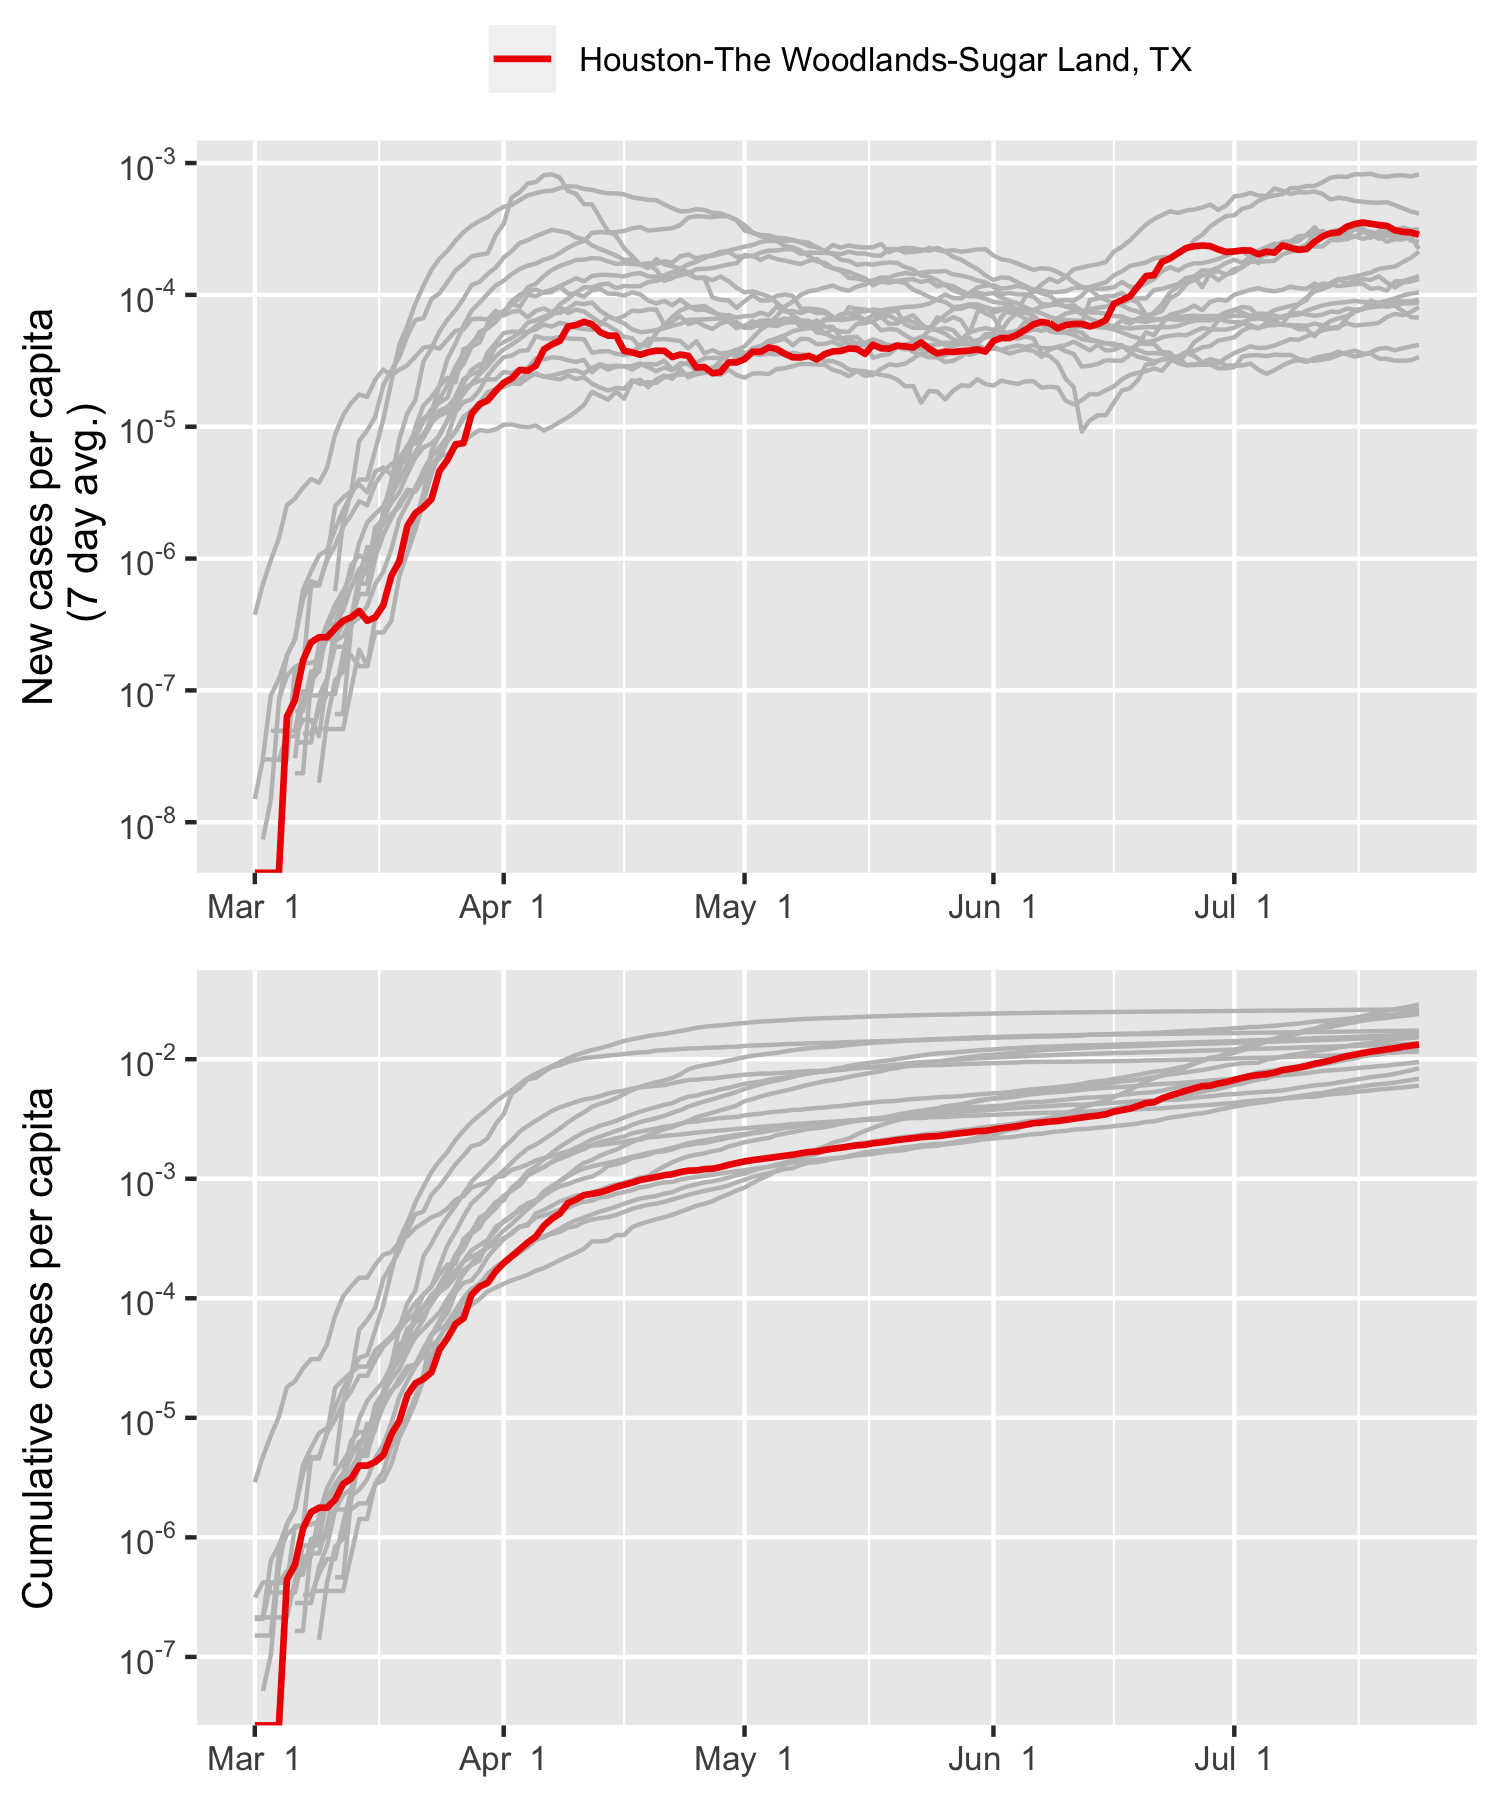 Houston-The Woodlands-Sugar Land, TX
New cases per capita
(7 day avg.)
10-3
10-4
10-5
10-6
10-7
10-8
Mar 1 Apr 1 May 1 Jun 1 Jul 1
Cumulative cases per capita
10-2
10-3
10-4
10-5
10-6
10-7
Mar 1 Apr 1 May 1 Jun 1 Jul 1